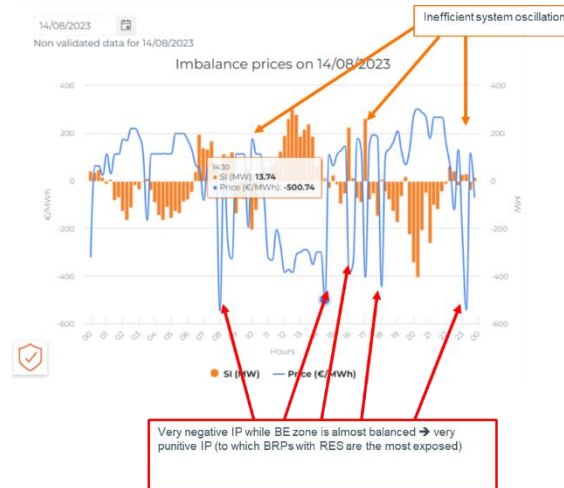 Inefficient system oscillation
14/08/2023
Non validated data for 14/08/2023
Imbalance prices on 14/08/2023
400 400
200 200
0 0
-200 -200
-400 -400
-600 -600
€/MWh
MW
14:30
SI (MW): 13.74
Price (€/MWh): -500.74
00 01 02 03 04 05 06 07 08 09 10 11 12 13 14 15 16 17 18 19 20 21 22 23 00
Hours
SI (MW) Price (€/MWh)
Very negative IP while BE zone is almost balanced ➔ very
punitive IP (to which BRPs with RES are the most exposed)